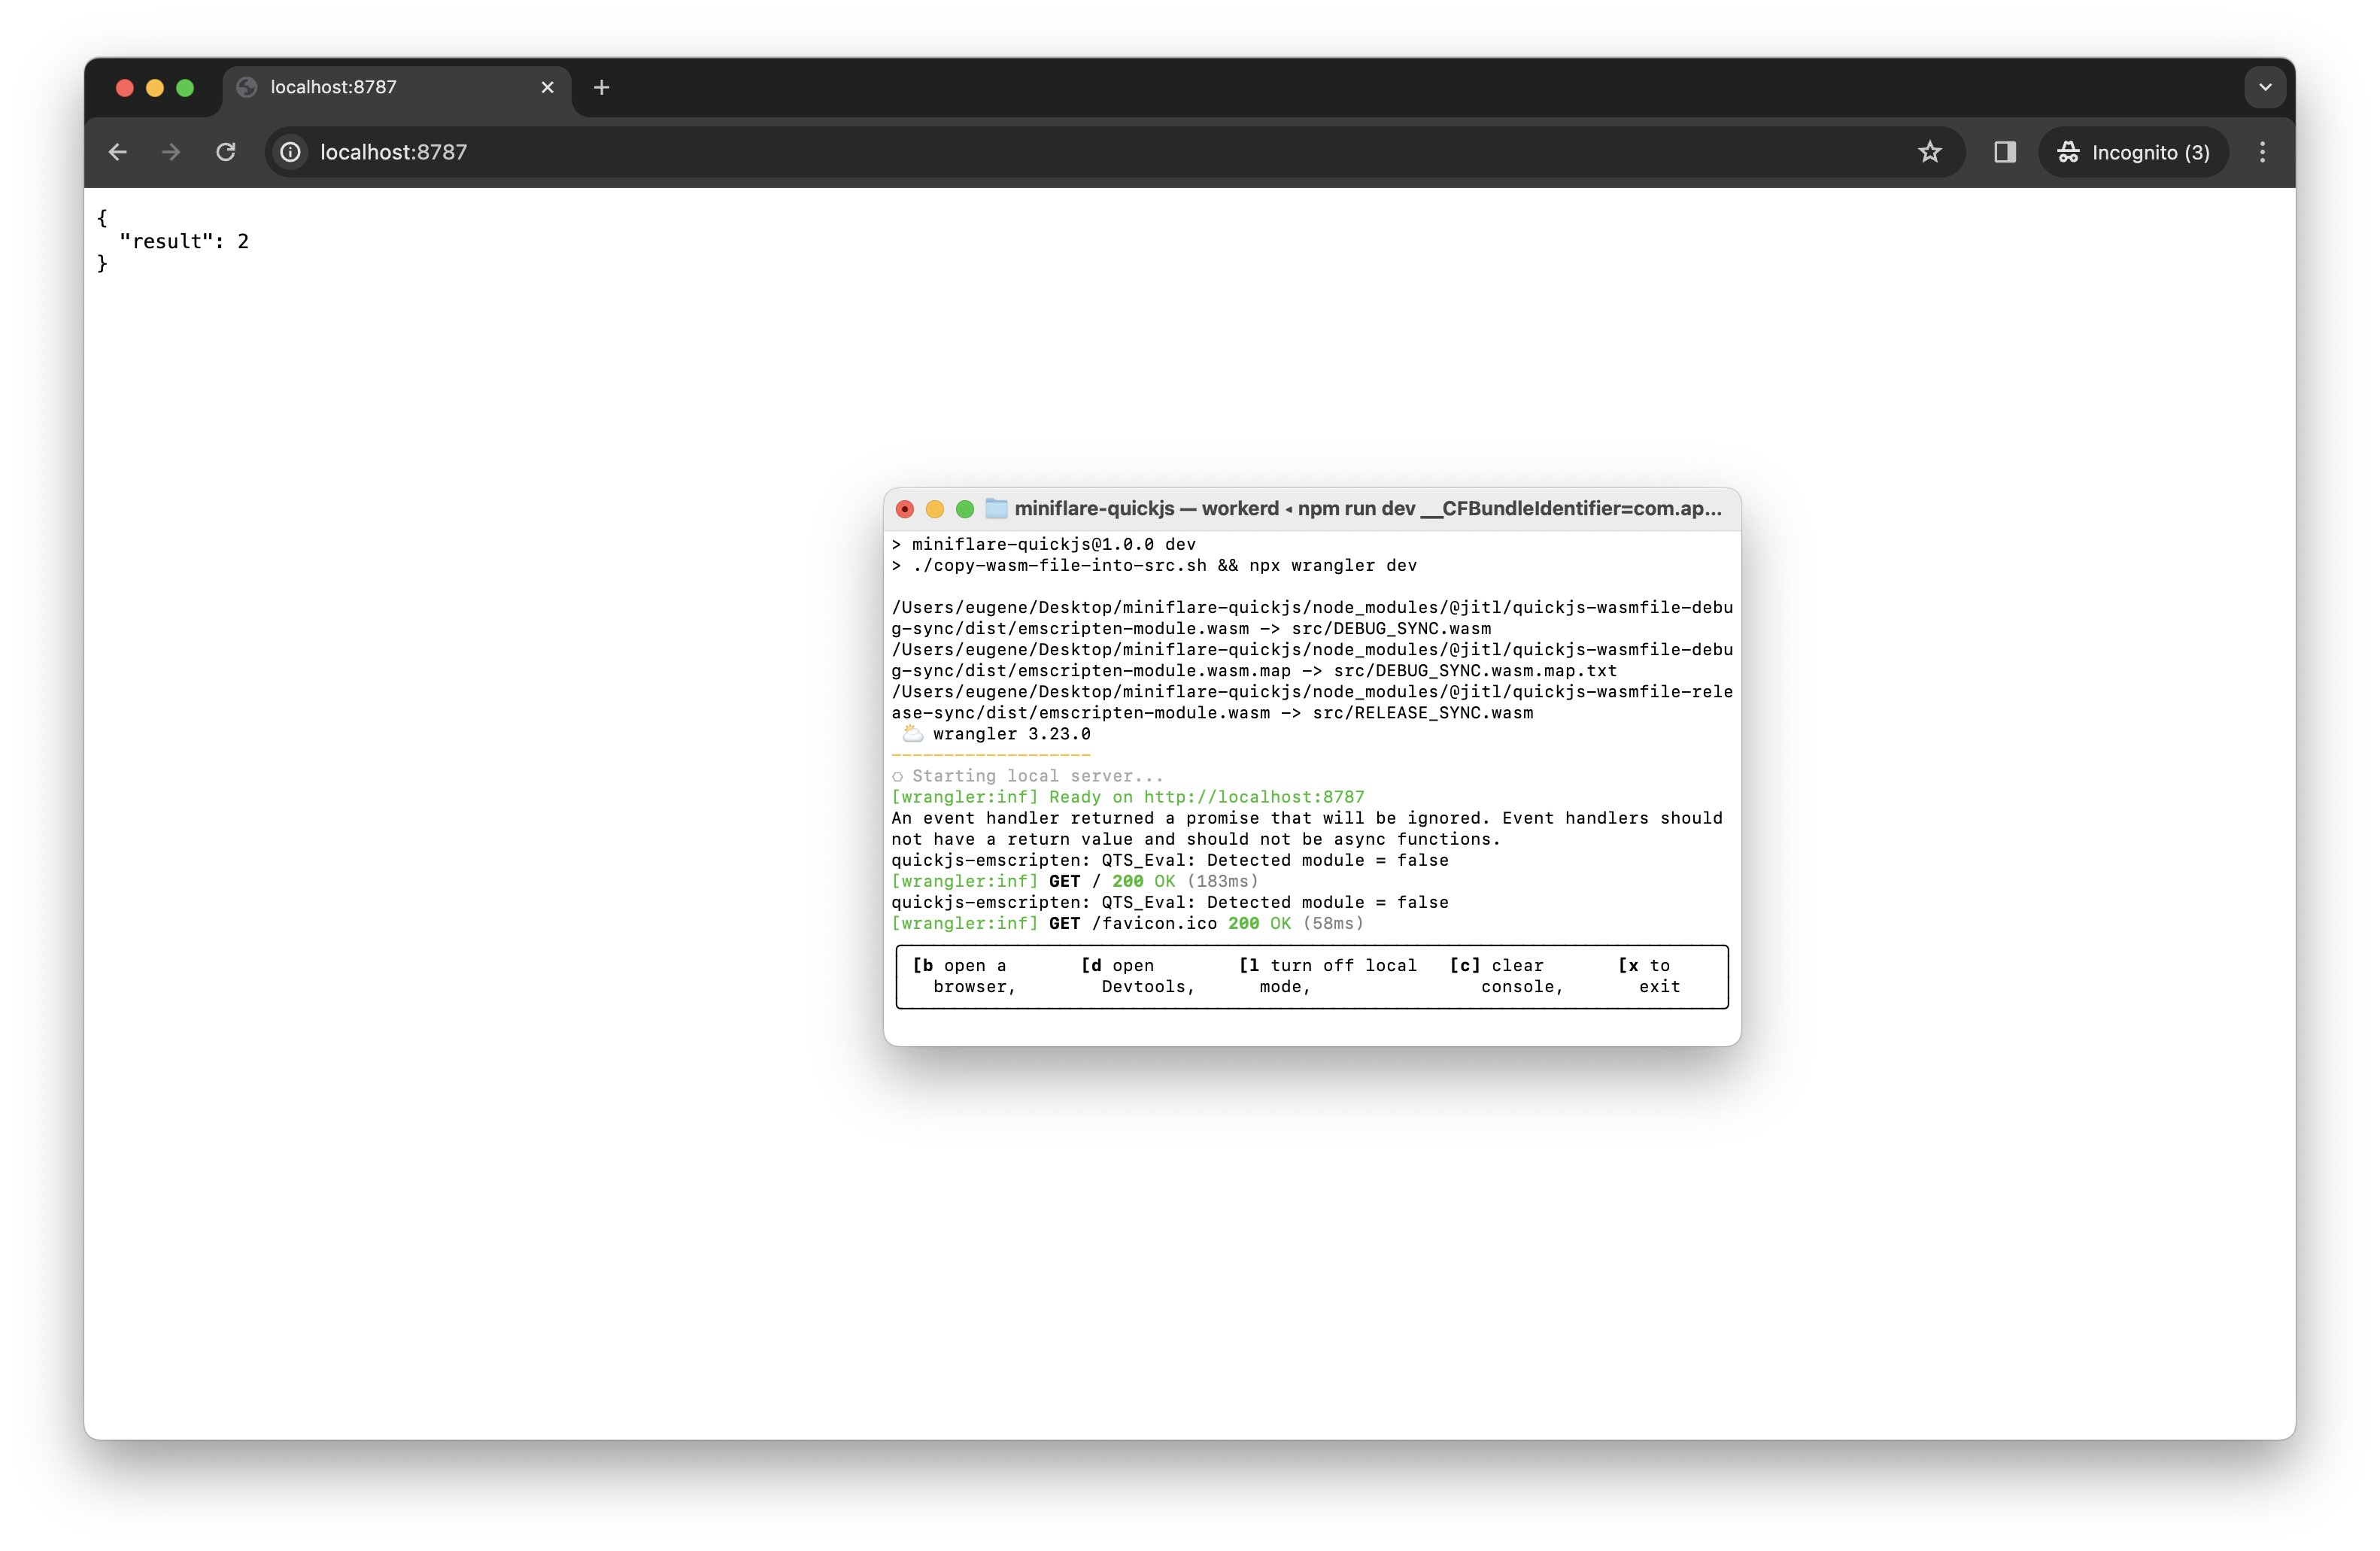 localhost:8787
localhost:8787
Incognito (3)
{
  "result": 2
}
miniflare-quickjs — workerd ◂ npm run dev __CFBundleIdentifier=com.ap...
> miniflare-quickjs@1.0.0 dev
> ./copy-wasm-file-into-src.sh && npx wrangler dev
/Users/eugene/Desktop/miniflare-quickjs/node_modules/@jitl/quickjs-wasmfile-debu
g-sync/dist/emscripten-module.wasm -> src/DEBUG_SYNC.wasm
/Users/eugene/Desktop/miniflare-quickjs/node_modules/@jitl/quickjs-wasmfile-debu
g-sync/dist/emscripten-module.wasm.map -> src/DEBUG_SYNC.wasm.map.txt
/Users/eugene/Desktop/miniflare-quickjs/node_modules/@jitl/quickjs-wasmfile-rele
ase-sync/dist/emscripten-module.wasm -> src/RELEASE_SYNC.wasm
⛅️ wrangler 3.23.0
-------------------
⎔ Starting local server...
[wrangler:inf] Ready on http://localhost:8787
An event handler returned a promise that will be ignored. Event handlers should
not have a return value and should not be async functions.
quickjs-emscripten: QTS_Eval: Detected module = false
[wrangler:inf] GET / 200 OK (183ms)
quickjs-emscripten: QTS_Eval: Detected module = false
[wrangler:inf] GET /favicon.ico 200 OK (58ms)
[b open a [d open [l turn off local [c] clear [x to
browser, Devtools, mode, console, exit